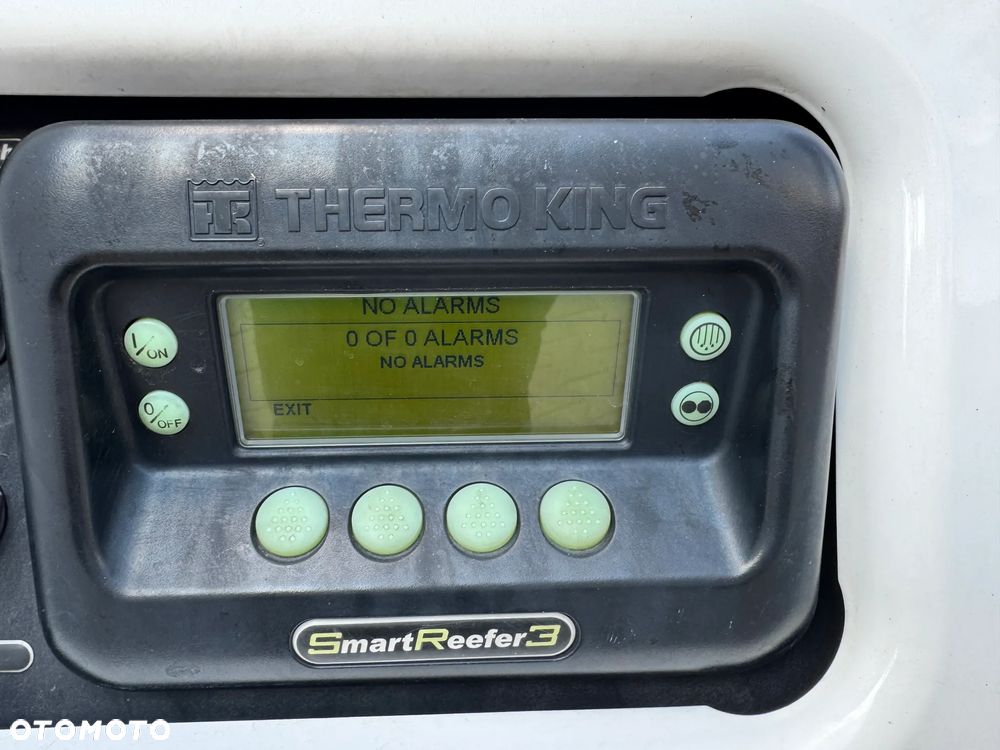 THERMO KING
NO ALARMS
0 OF 0 ALARMS
NO ALARMS
EXIT
I/ON
0/OFF
SmartReefer3
OTOMOTO